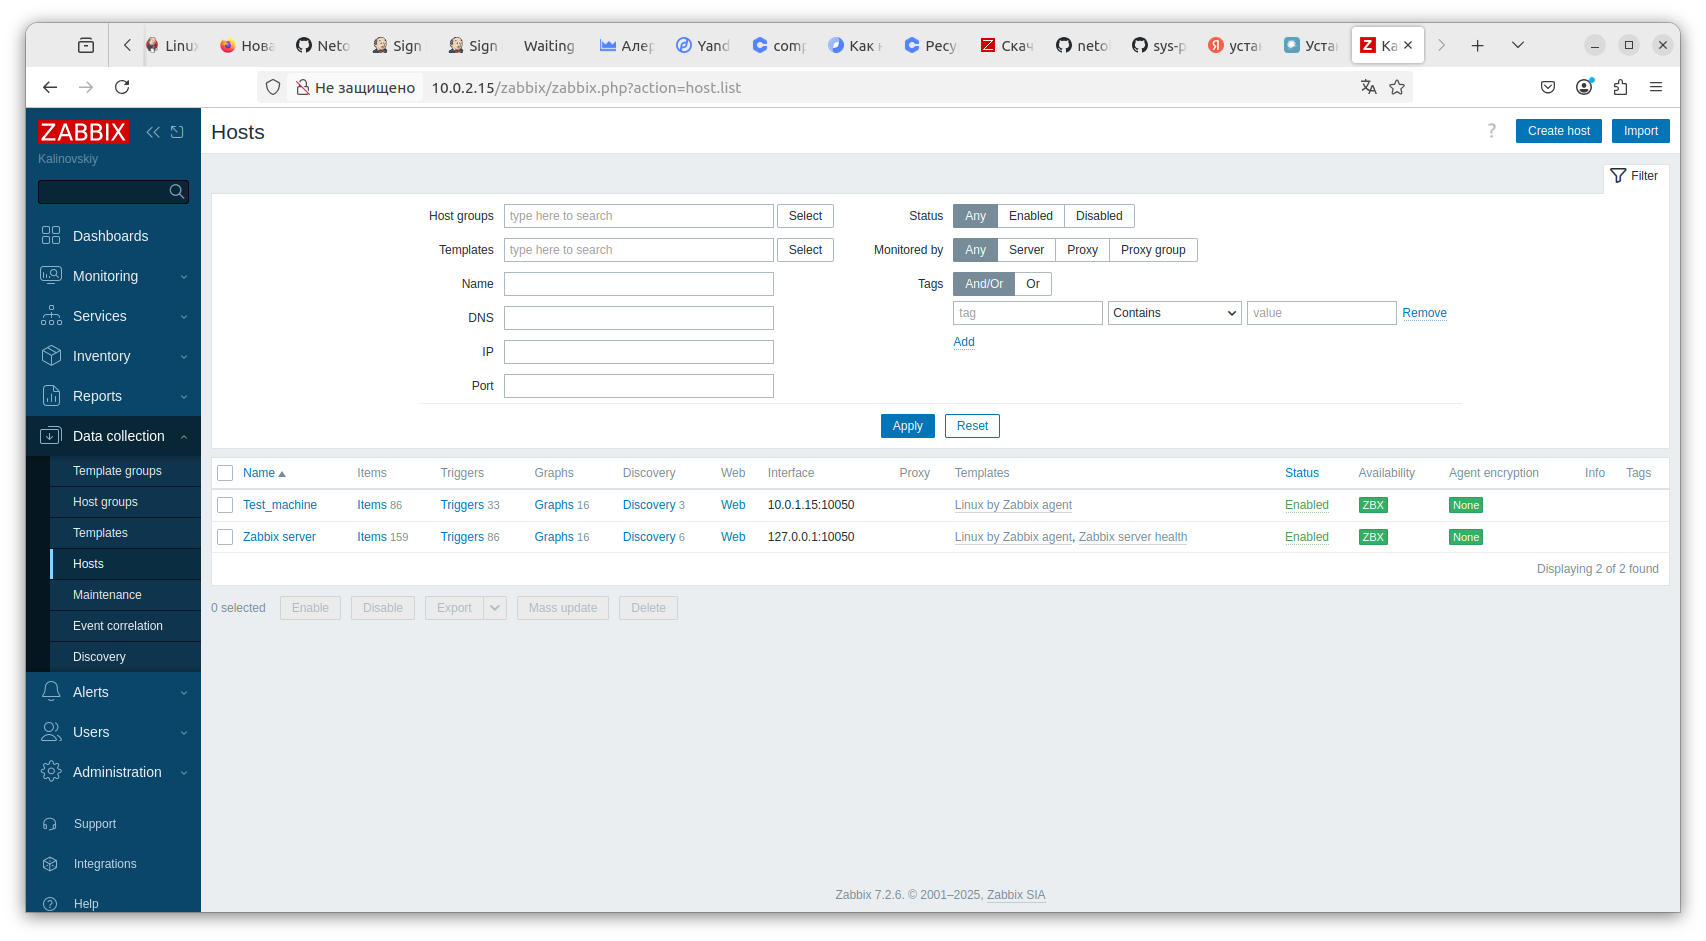 Linux
Нова
Neto
Sign
Sign
Waiting
Алер
Yand
comp
Как
Ресу
Скач
neto
sys-p
уста
Уста
Ка
Не защищено
10.0.2.15/zabbix/zabbix.php?action=host.list
ZABBIX
Kalinovskiy
Dashboards
Monitoring
Services
Inventory
Reports
Data collection
Template groups
Host groups
Templates
Hosts
Maintenance
Event correlation
Discovery
Alerts
Users
Administration
Support
Integrations
Help
Hosts
? Create host Import
Filter
Host groups type here to search Select
Templates type here to search Select
Name
DNS
IP
Port
Status Any Enabled Disabled
Monitored by Any Server Proxy Proxy group
Tags And/Or Or
tag Contains value Remove
Add
Apply Reset
Name Items Triggers Graphs Discovery Web Interface Proxy Templates Status Availability Agent encryption Info Tags
Test_machine Items 86 Triggers 33 Graphs 16 Discovery 3 Web 10.0.1.15:10050 Linux by Zabbix agent Enabled ZBX None
Zabbix server Items 159 Triggers 86 Graphs 16 Discovery 6 Web 127.0.0.1:10050 Linux by Zabbix agent, Zabbix server health Enabled ZBX None
Displaying 2 of 2 found
0 selected Enable Disable Export Mass update Delete
Zabbix 7.2.6. © 2001–2025, Zabbix SIA